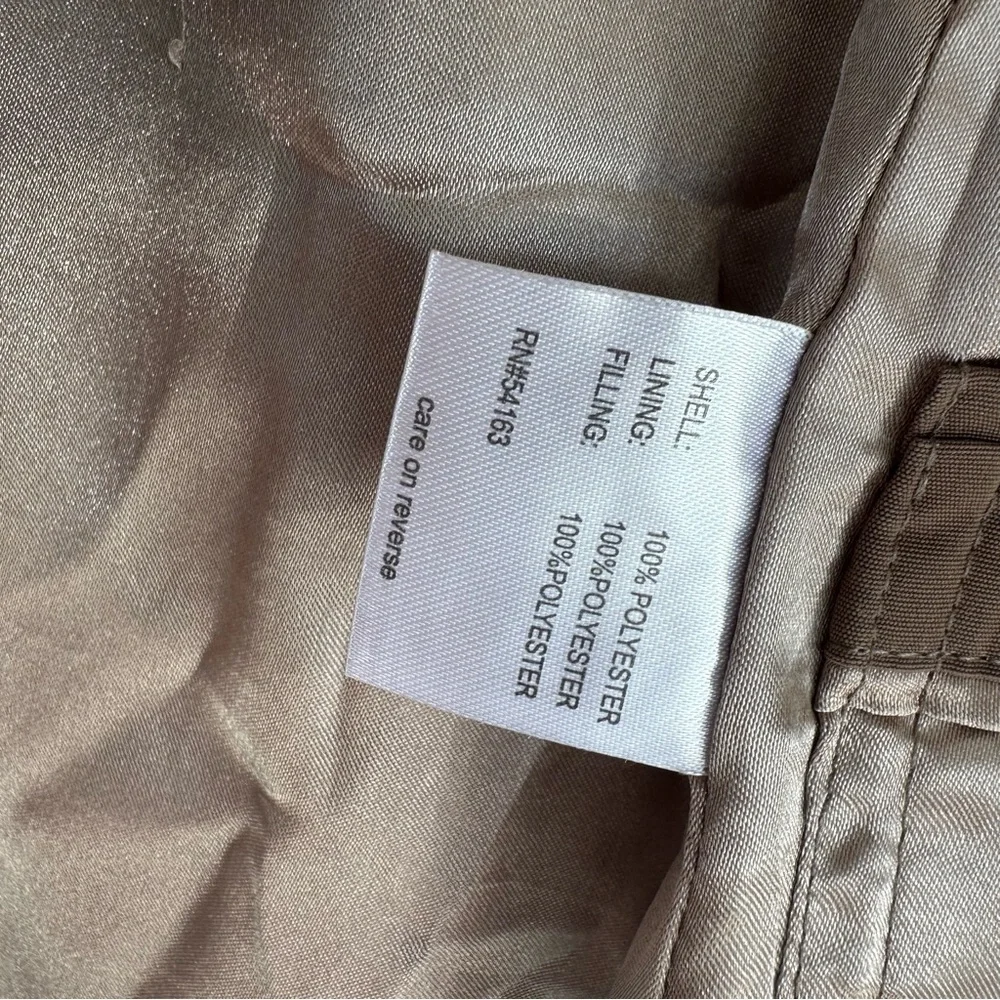 SHELL: 100% POLYESTER
LINING: 100%POLYESTER
FILLING: 100%POLYESTER
RN#54163
care on reverse